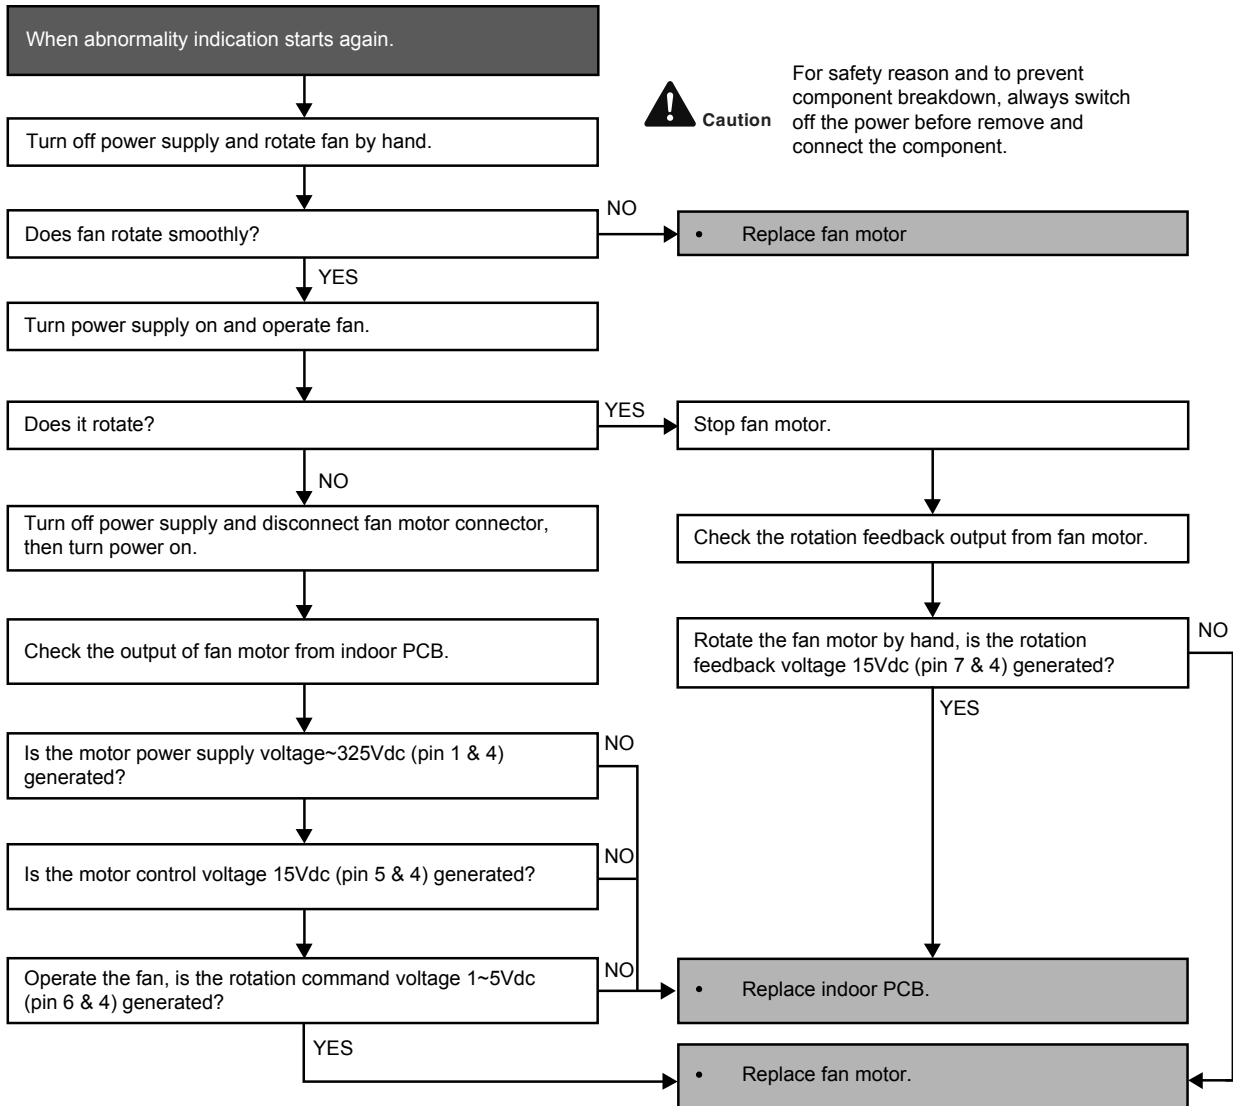 When abnormality indication starts again.
Caution
For safety reason and to prevent
component breakdown, always switch
off the power before remove and
connect the component.
Turn off power supply and rotate fan by hand.
Does fan rotate smoothly?
NO
• Replace fan motor
YES
Turn power supply on and operate fan.
Does it rotate?
YES
Stop fan motor.
NO
Turn off power supply and disconnect fan motor connector,
then turn power on.
Check the rotation feedback output from fan motor.
Check the output of fan motor from indoor PCB.
Rotate the fan motor by hand, is the rotation
feedback voltage 15Vdc (pin 7 & 4) generated?
NO
YES
Is the motor power supply voltage~325Vdc (pin 1 & 4)
generated?
NO
Is the motor control voltage 15Vdc (pin 5 & 4) generated?
NO
Operate the fan, is the rotation command voltage 1~5Vdc
(pin 6 & 4) generated?
NO
• Replace indoor PCB.
YES
• Replace fan motor.